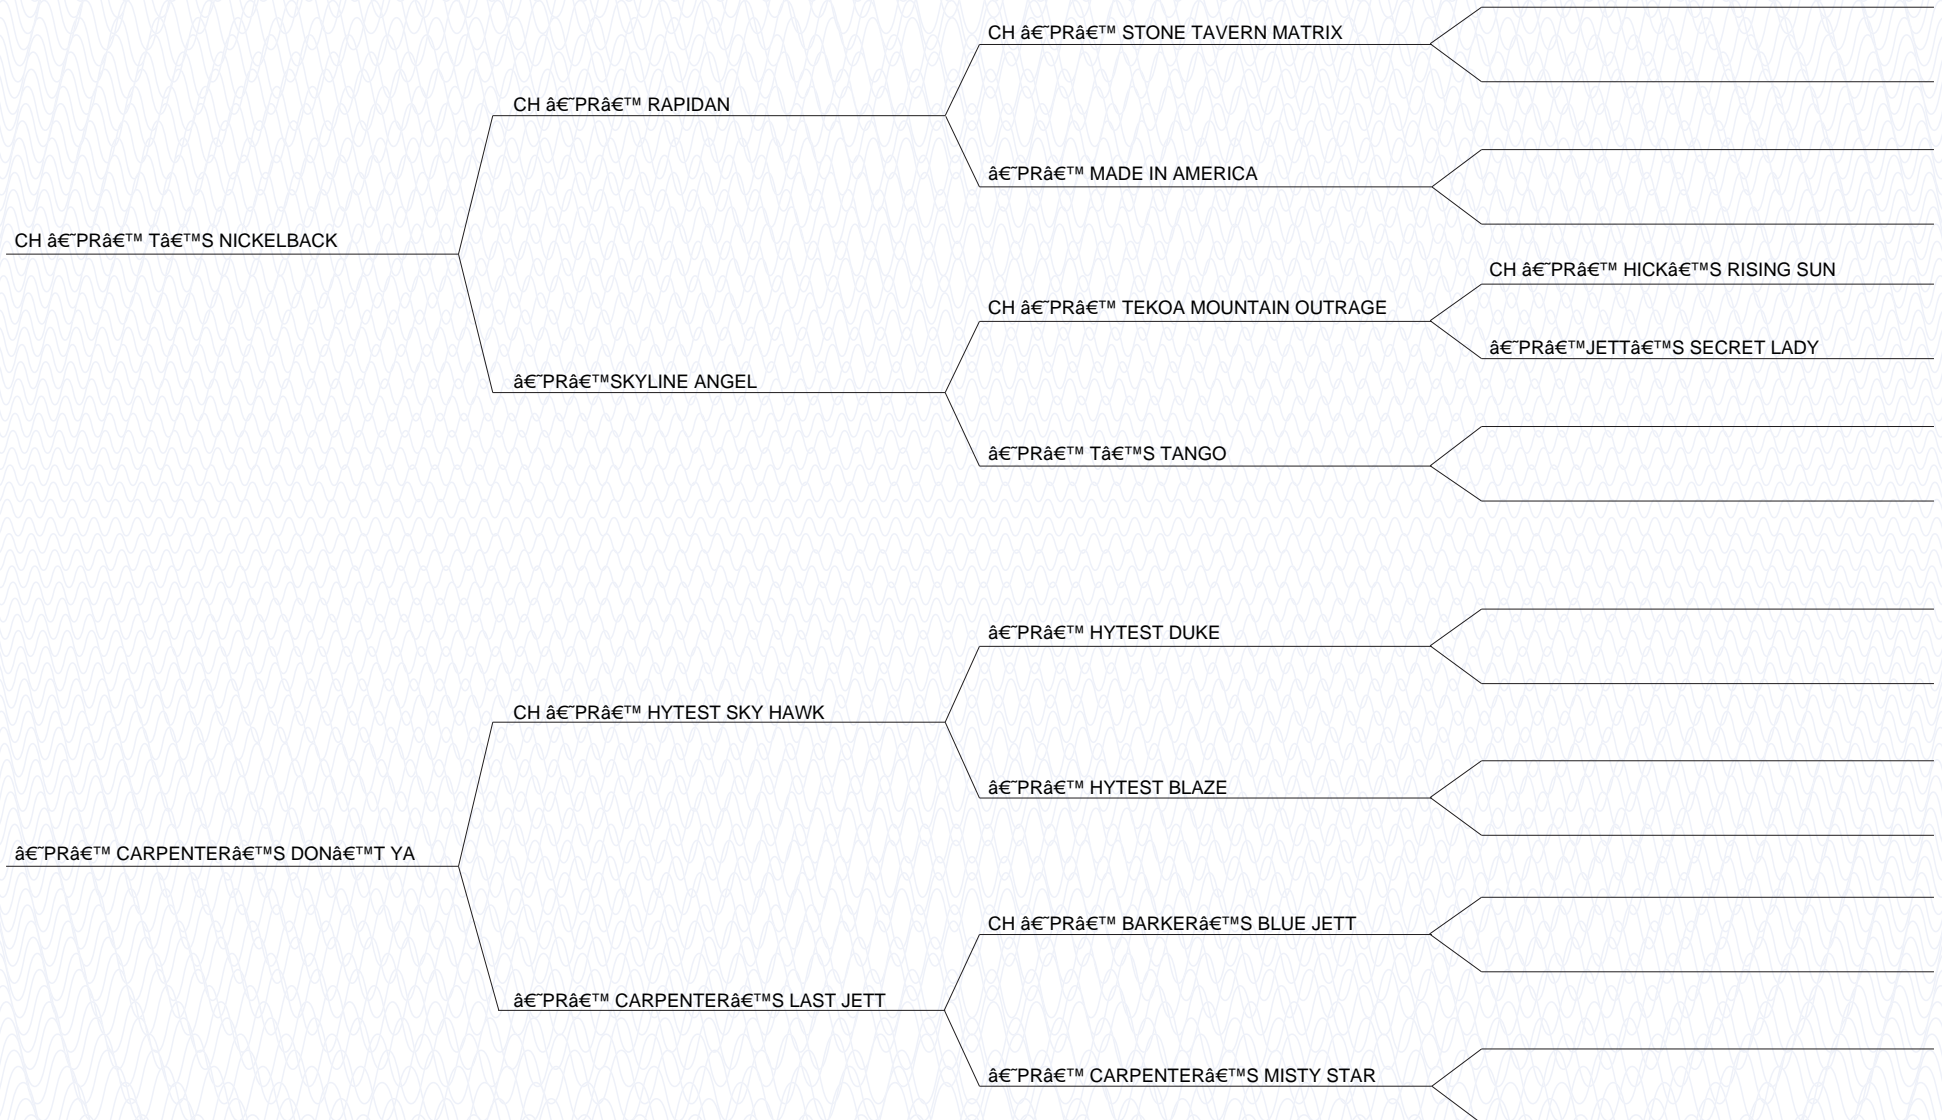 CH â€˜PRâ€™ STONE TAVERN MATRIX
CH â€˜PRâ€™ RAPIDAN
â€˜PRâ€™ MADE IN AMERICA
CH â€˜PRâ€™ Tâ€™S NICKELBACK
CH â€˜PRâ€™ HICKâ€™S RISING SUN
CH â€˜PRâ€™ TEKOA MOUNTAIN OUTRAGE
â€˜PRâ€™JETTâ€™S SECRET LADY
â€˜PRâ€™SKYLINE ANGEL
â€˜PRâ€™ Tâ€™S TANGO
â€˜PRâ€™ HYTEST DUKE
CH â€˜PRâ€™ HYTEST SKY HAWK
â€˜PRâ€™ HYTEST BLAZE
â€˜PRâ€™ CARPENTERâ€™S DONâ€™T YA
CH â€˜PRâ€™ BARKERâ€™S BLUE JETT
â€˜PRâ€™ CARPENTERâ€™S LAST JETT
â€˜PRâ€™ CARPENTERâ€™S MISTY STAR